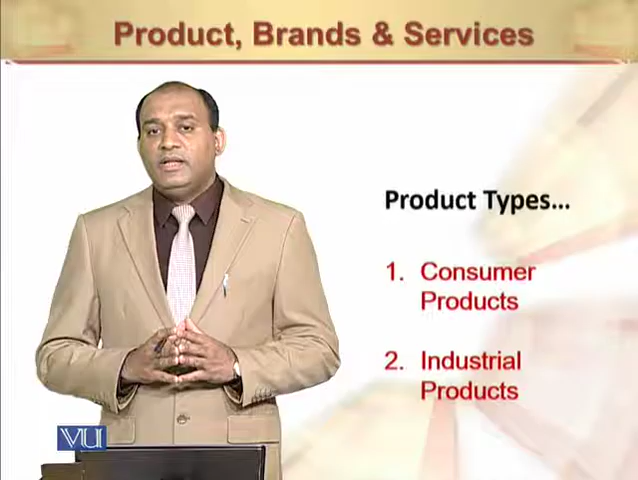 Product, Brands & Services
Product Types...
1. Consumer
Products
2. Industrial
Products
VU